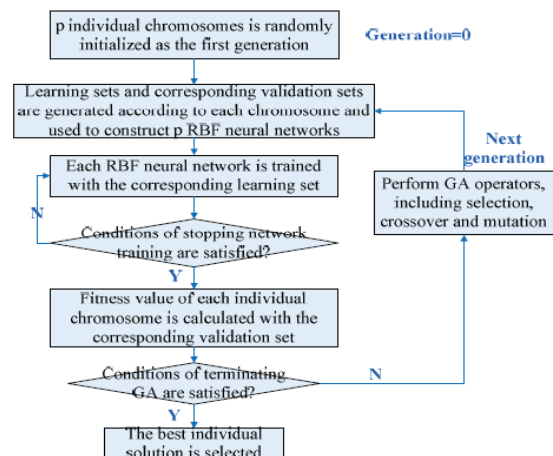 p individual chromosomes is randomly
initialized as the first generation
Generation=0
Learning sets and corresponding validation sets
are generated according to each chromosome and
used to construct p RBF neural networks
Next
generation
Each RBF neural network is trained
with the corresponding learning set
Perform GA operators,
including selection,
crossover and mutation
N
Conditions of stopping network
training are satisfied?
Y
Fitness value of each individual
chromosome is calculated with the
corresponding validation set
Conditions of terminating
GA are satisfied?
N
Y
The best individual
solution is selected